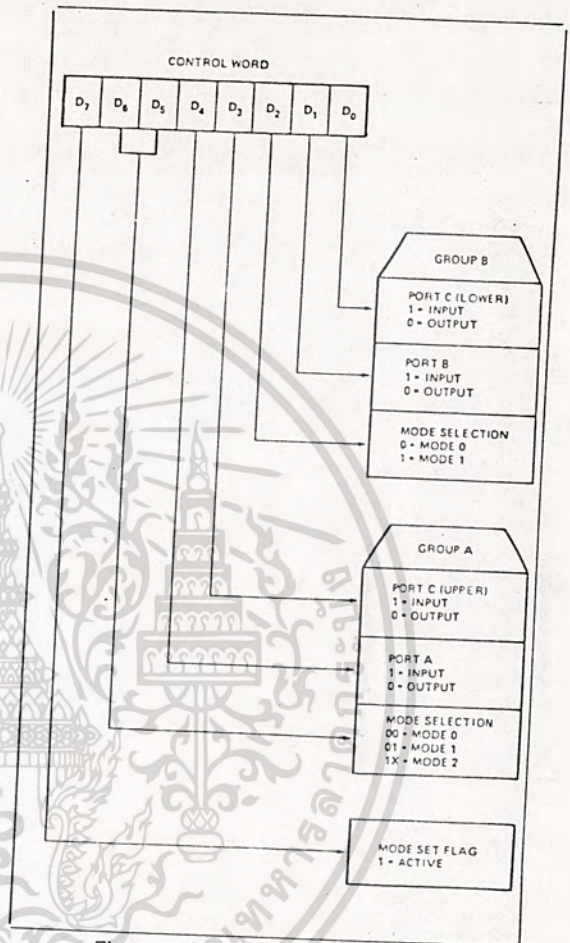 CONTROL WORD
D7 D6 D5 D4 D3 D2 D1 D0
GROUP B
PORT C (LOWER)
1 = INPUT
0 = OUTPUT
PORT B
1 = INPUT
0 = OUTPUT
MODE SELECTION
0 = MODE 0
1 = MODE 1
GROUP A
PORT C (UPPER)
1 = INPUT
0 = OUTPUT
PORT A
1 = INPUT
0 = OUTPUT
MODE SELECTION
00 = MODE 0
01 = MODE 1
1X = MODE 2
MODE SET FLAG
1 = ACTIVE